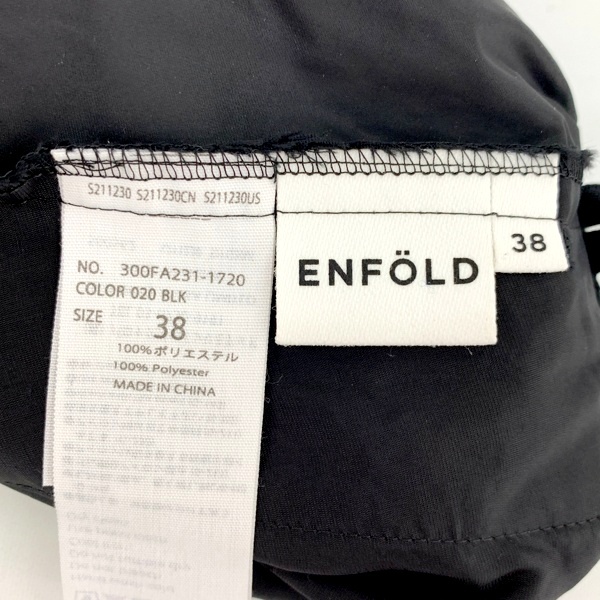 S211230 S211230CN S211230US
NO. 300FA231-1720
COLOR 020 BLK
SIZE 38
100%ポリエステル
100% Polyester
MADE IN CHINA
ENFÖLD
38